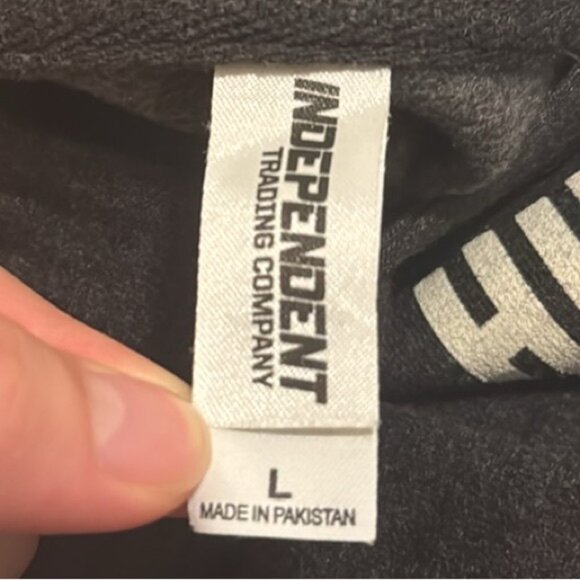 INDEPENDENT
TRADING COMPANY
L
MADE IN PAKISTAN